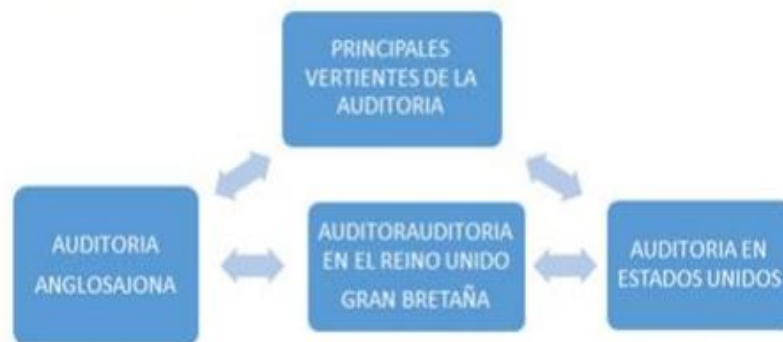 PRINCIPALES
VERTIENTES DE LA
AUDITORIA
AUDITORIA
ANGLOSAJONA
AUDITORAUDITORIA
EN EL REINO UNIDO
GRAN BRETAÑA
AUDITORIA EN
ESTADOS UNIDOS